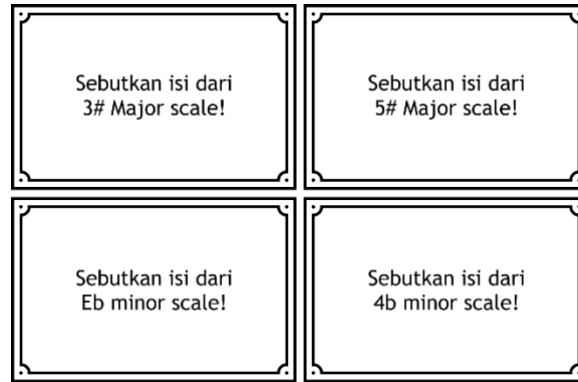 Sebutkan isi dari
3# Major scale!
Sebutkan isi dari
5# Major scale!
Sebutkan isi dari
Eb minor scale!
Sebutkan isi dari
4b minor scale!